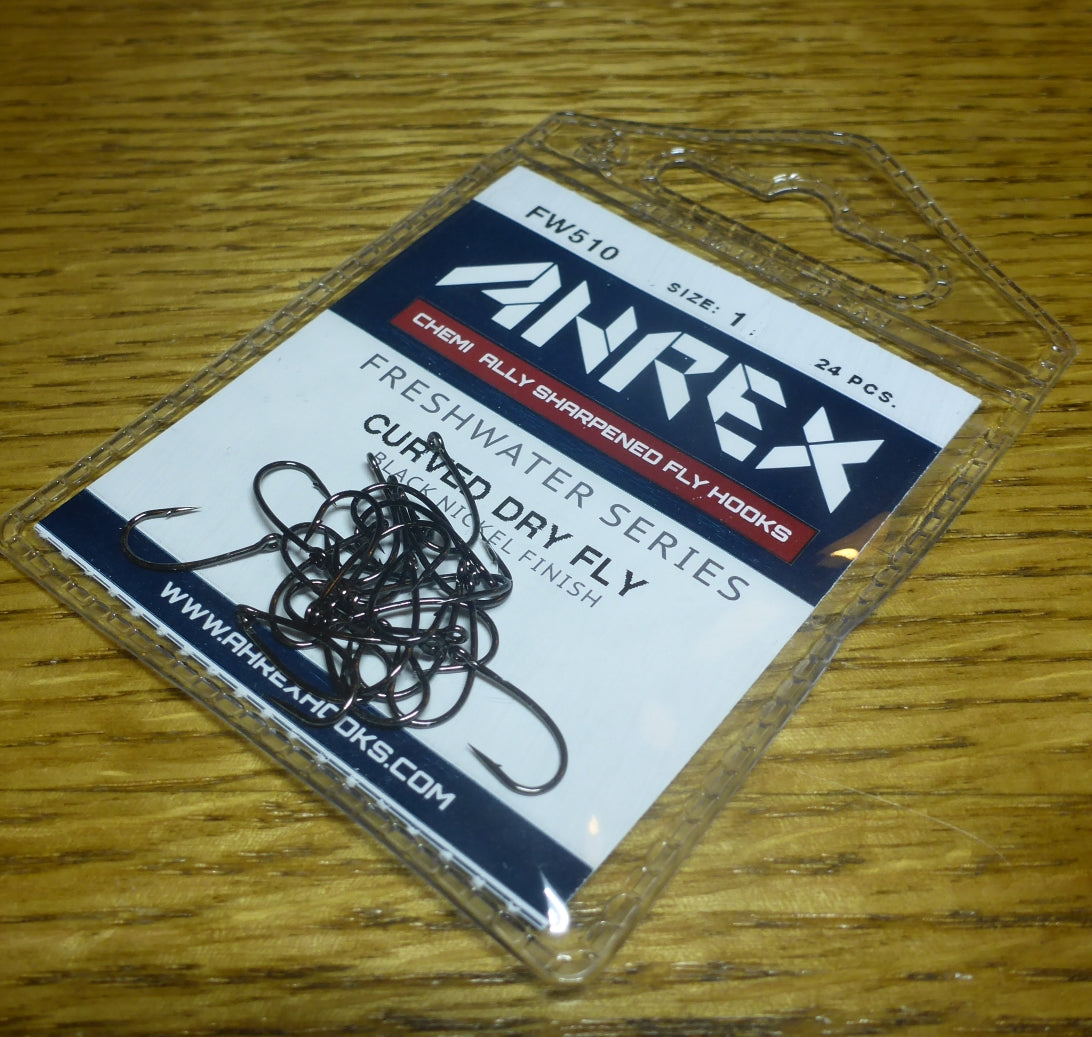 FW510 SIZE: 1 24 PCS.
AHREX
CHEMI ALLY SHARPENED FLY HOOKS
FRESHWATER SERIES
CURVED DRY FLY
BLACK NICKEL FINISH
WWW.AHREXHOOKS.COM